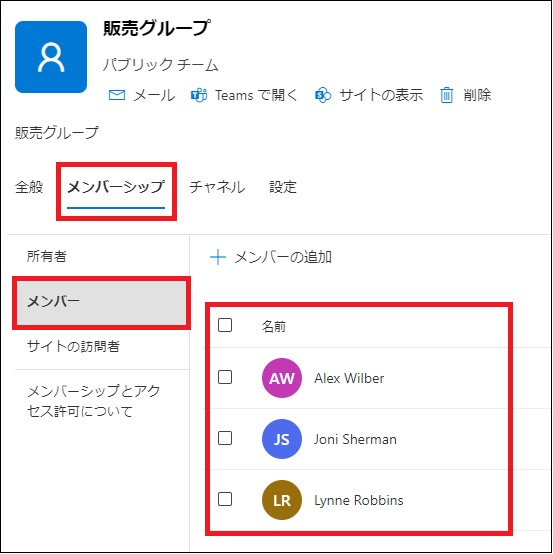 販売グループ
パブリック チーム
メール Teams で開く サイトの表示 削除
販売グループ
全般 メンバーシップ チャネル 設定
所有者
メンバー
サイトの訪問者
メンバーシップとアク
セス許可について
メンバーの追加
名前
AW Alex Wilber
JS Joni Sherman
LR Lynne Robbins